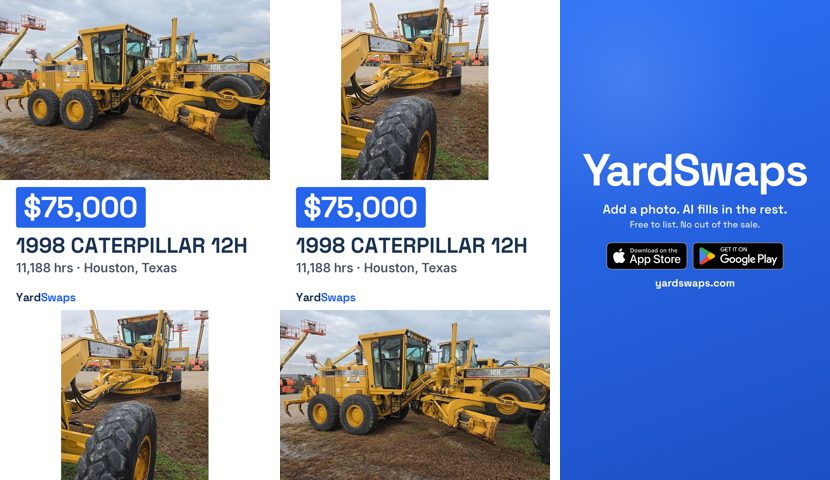 12H
$75,000
1998 CATERPILLAR 12H
11,188 hrs · Houston, Texas
YardSwaps
$75,000
1998 CATERPILLAR 12H
11,188 hrs · Houston, Texas
YardSwaps
12H
YardSwaps
Add a photo. AI fills in the rest.
Free to list. No cut of the sale.
Download on the
App Store
GET IT ON
Google Play
yardswaps.com